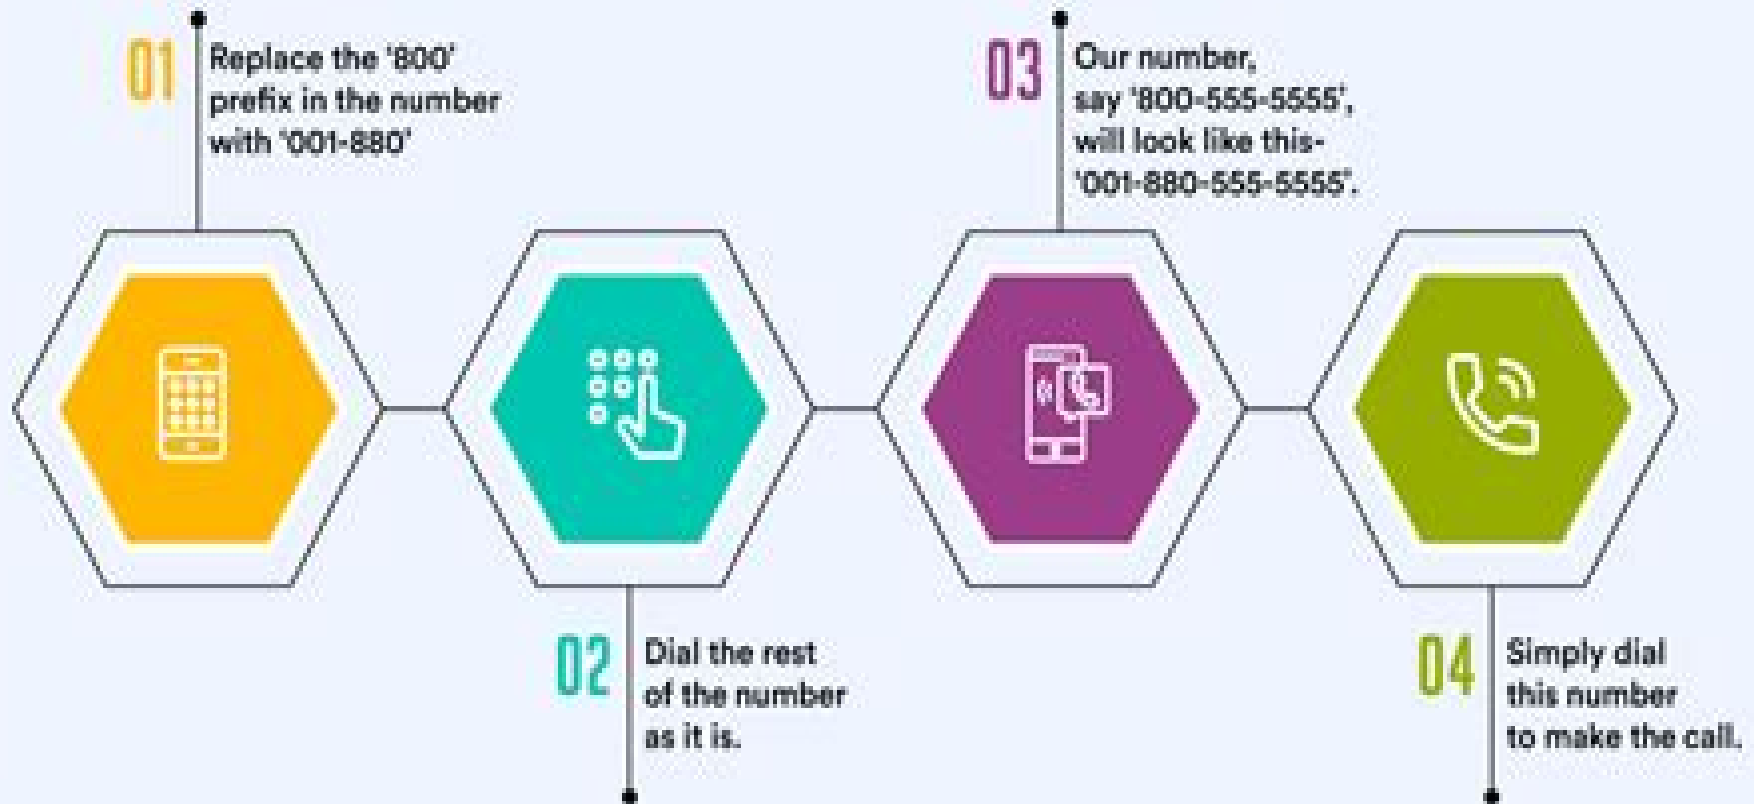 01
Replace the '800'
prefix in the number
with '001-880'
02
Dial the rest
of the number
as it is.
03
Our number,
say '800-555-5555',
will look like this-
'001-880-555-5555'.
04
Simply dial
this number
to make the call.